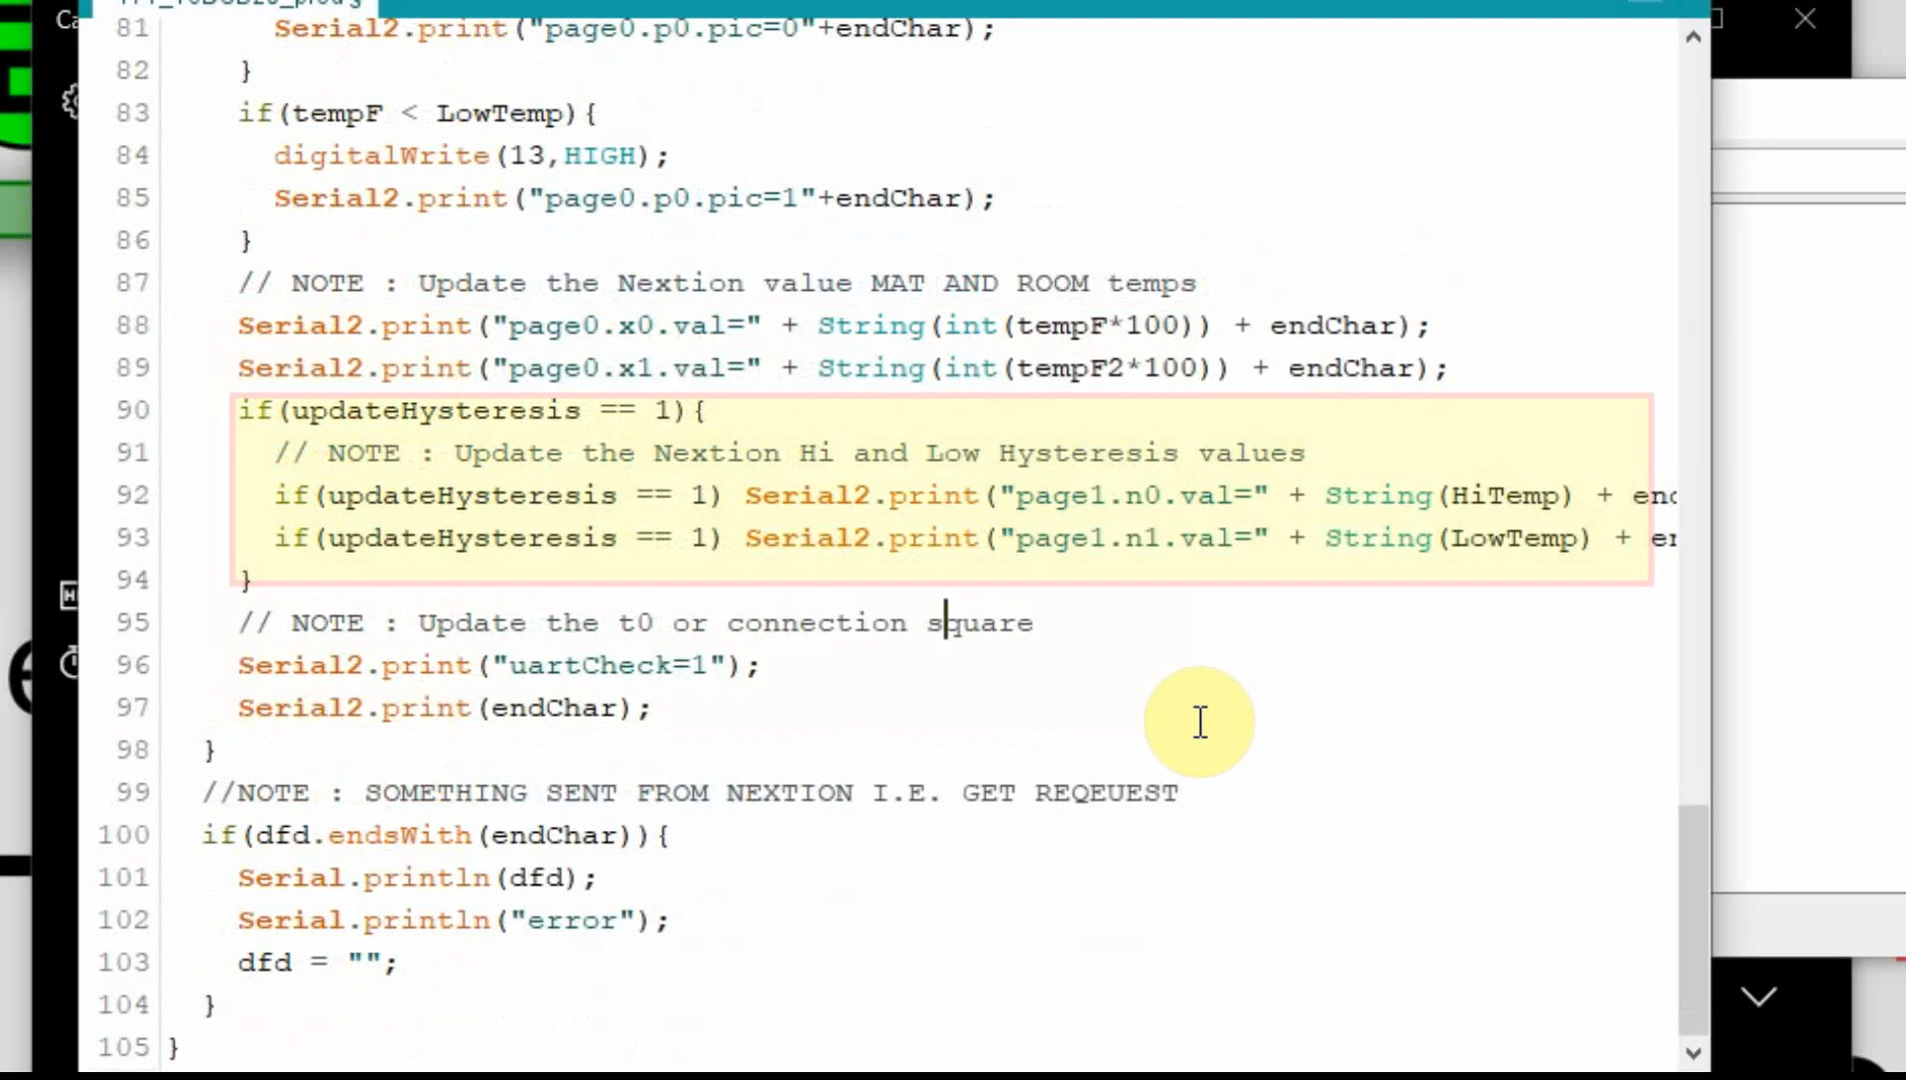 81 Serial2.print("page0.p0.pic=0"+endChar);
82 }
83 if(tempF < LowTemp){
84 digitalWrite(13,HIGH);
85 Serial2.print("page0.p0.pic=1"+endChar);
86 }
87 // NOTE : Update the Nextion value MAT AND ROOM temps
88 Serial2.print("page0.x0.val=" + String(int(tempF*100)) + endChar);
89 Serial2.print("page0.x1.val=" + String(int(tempF2*100)) + endChar);
90 if(updateHysteresis == 1){
91 // NOTE : Update the Nextion Hi and Low Hysteresis values
92 if(updateHysteresis == 1) Serial2.print("page1.n0.val=" + String(HiTemp) + end
93 if(updateHysteresis == 1) Serial2.print("page1.n1.val=" + String(LowTemp) + en
94 }
95 // NOTE : Update the t0 or connection square
96 Serial2.print("uartCheck=1");
97 Serial2.print(endChar);
98 }
99 //NOTE : SOMETHING SENT FROM NEXTION I.E. GET REQEUEST
100 if(dfd.endsWith(endChar)){
101 Serial.println(dfd);
102 Serial.println("error");
103 dfd = "";
104 }
105 }